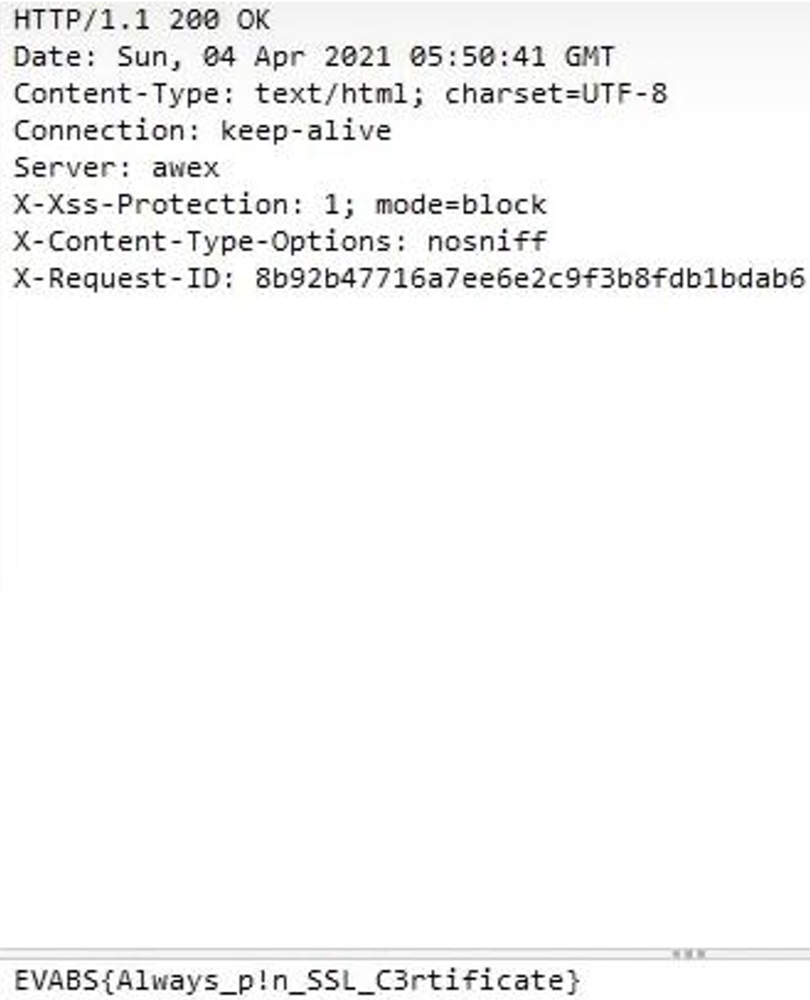 HTTP/1.1 200 OK
Date: Sun, 04 Apr 2021 05:50:41 GMT
Content-Type: text/html; charset=UTF-8
Connection: keep-alive
Server: awex
X-Xss-Protection: 1; mode=block
X-Content-Type-Options: nosniff
X-Request-ID: 8b92b47716a7ee6e2c9f3b8fdb1bdab6
EVABS{Always_p!n_SSL_C3rtificate}